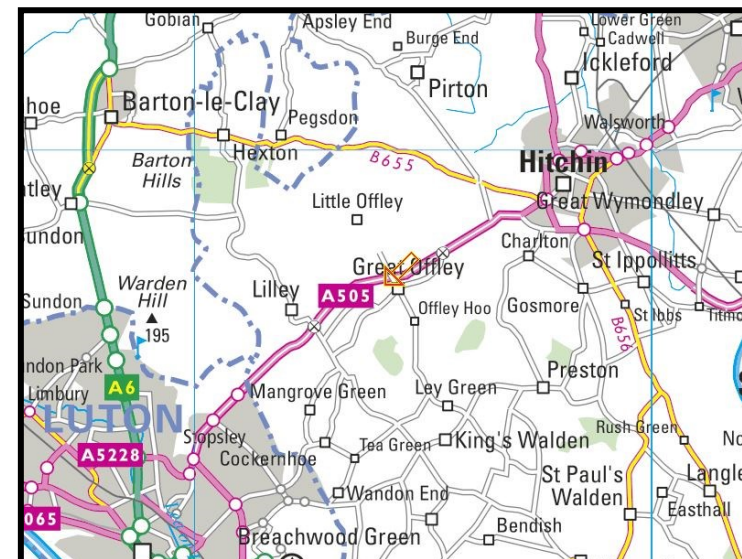 Gobian
Apsley End
Burge End
Lower Green
Cadwell
Ickleford
Pirton
hoe
Barton-le-Clay
Pegsdon
Walsworth
Hexton
B655
Barton
Hills
Hitchin
Little Offley
Great Wymondley
tley
Sundon
Charlton
St Ippollitts
Great Offley
Warden
Hill
195
Lilley
A505
Sundon
Offley Hoo
Gosmore
St Ibbs
B656
ndon Park
Limbury
A6
Preston
Mangrove Green
Ley Green
LUTON
Stopsley
Rush Green
Tea Green
King's Walden
A5228
Cockernhoe
St Paul's
Walden
Langle
Wandon End
Easthall
065
Bendish
Breachwood Green